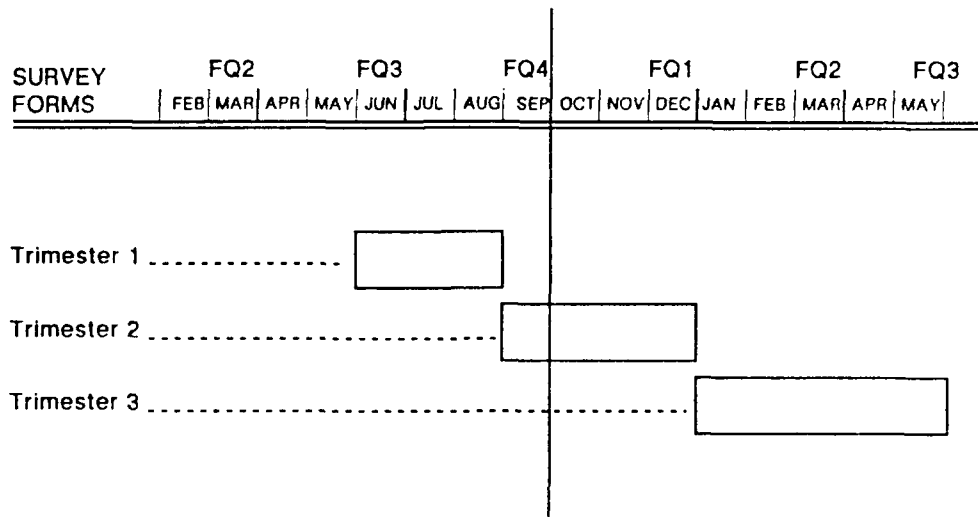 FQ2 FQ3 FQ4 FQ1 FQ2 FQ3
SURVEY
FORMS FEB MAR APR MAY JUN JUL AUG SEP OCT NOV DEC JAN FEB MAR APR MAY
Trimester 1
Trimester 2
Trimester 3